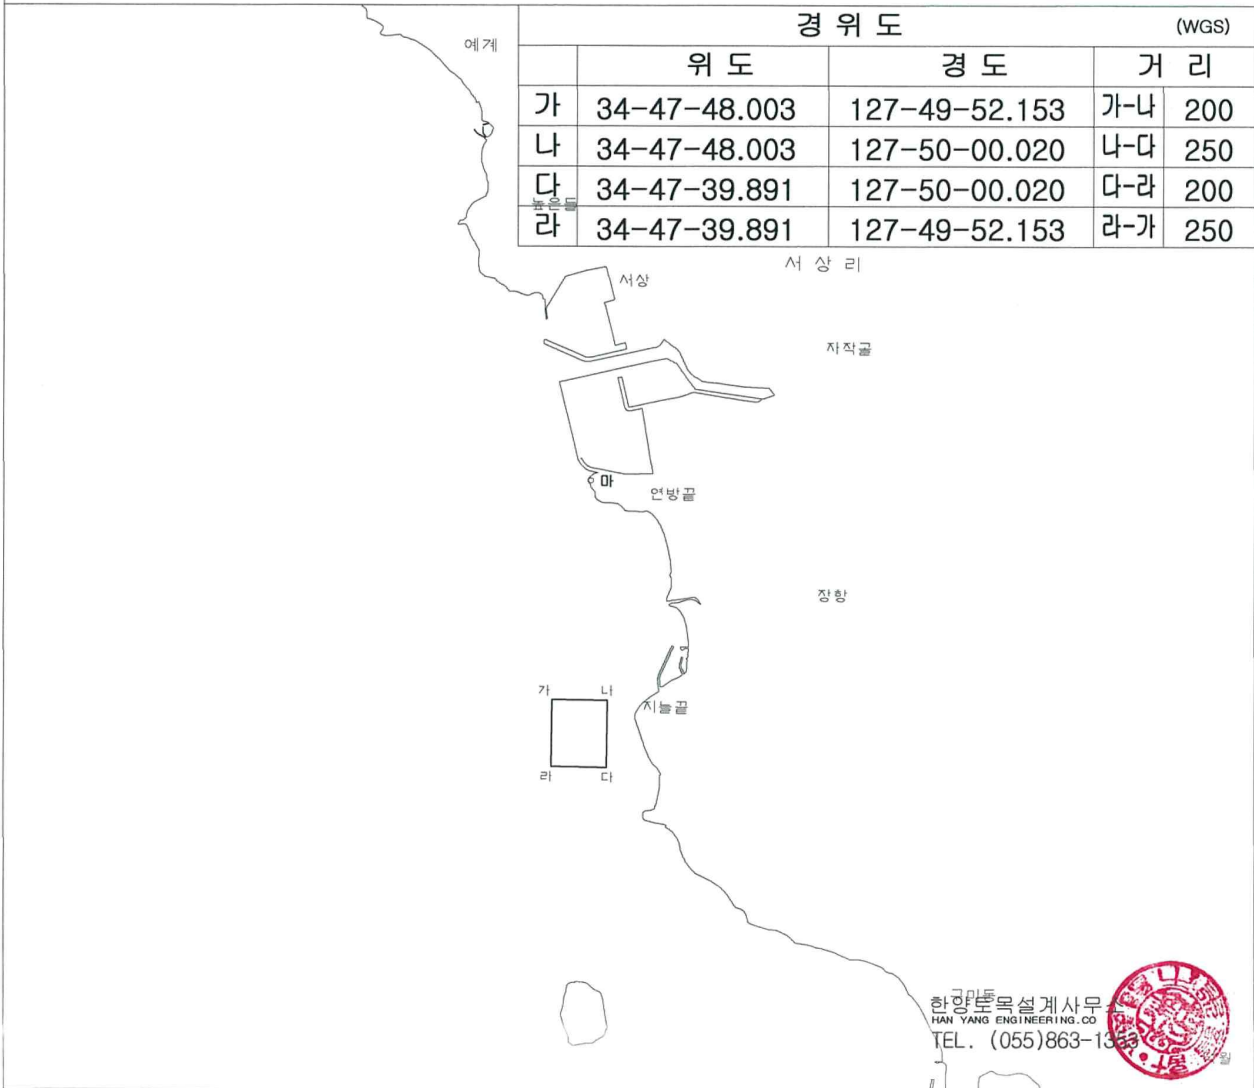 경 위 도 (WGS)
위 도 경 도 거 리
가 34-47-48.003 127-49-52.153 가-나 200
나 34-47-48.003 127-50-00.020 나-다 250
다 34-47-39.891 127-50-00.020 다-라 200
라 34-47-39.891 127-49-52.153 라-가 250
예계
높은들
서 상 리
서상
자작골
마
연방끝
장항
가 나
지늘끝
라 다
구미동
한양토목설계사무소
HAN YANG ENGINEERING.CO
TEL. (055)863-1353